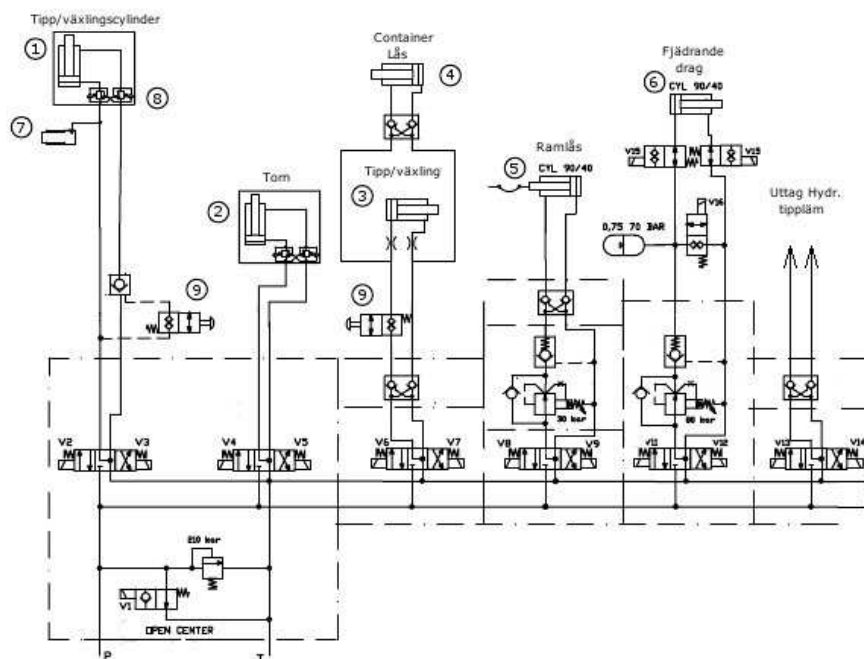 Tipp/växlingscylinder
1
8
7
Torn
2
9
Container
Lås
4
Tipp/växling
3
9
Ramlås
5
CYL 90/40
Fjädrande
drag
6
CYL 90/40
V15
V15
V16
0,75 70 BAR
Uttag Hydr.
tippläm
30 bar
80 bar
V2
V3
V4
V5
V6
V7
V8
V9
V11
V12
V13
V14
210 bar
V1
OPEN CENTER
P
T